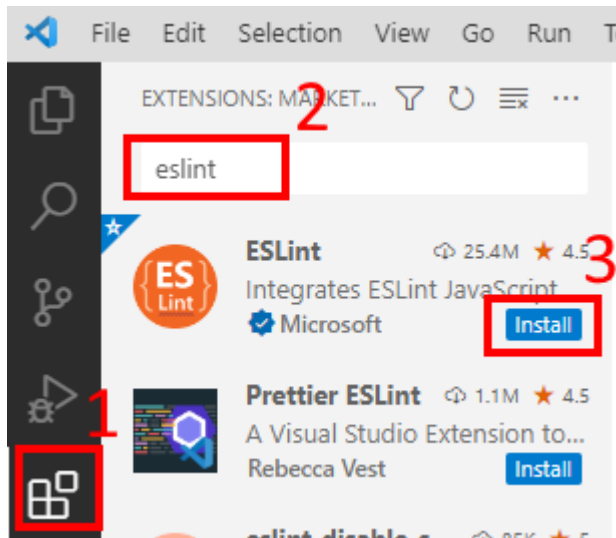 File Edit Selection View Go Run
EXTENSIONS: MARKET...
2
eslint
ESLint 25.4M ★ 4.5
3
ES
Lint
Integrates ESLint JavaScript
Microsoft Install
1
Prettier ESLint 1.1M ★ 4.5
A Visual Studio Extension to...
Rebecca Vest Install